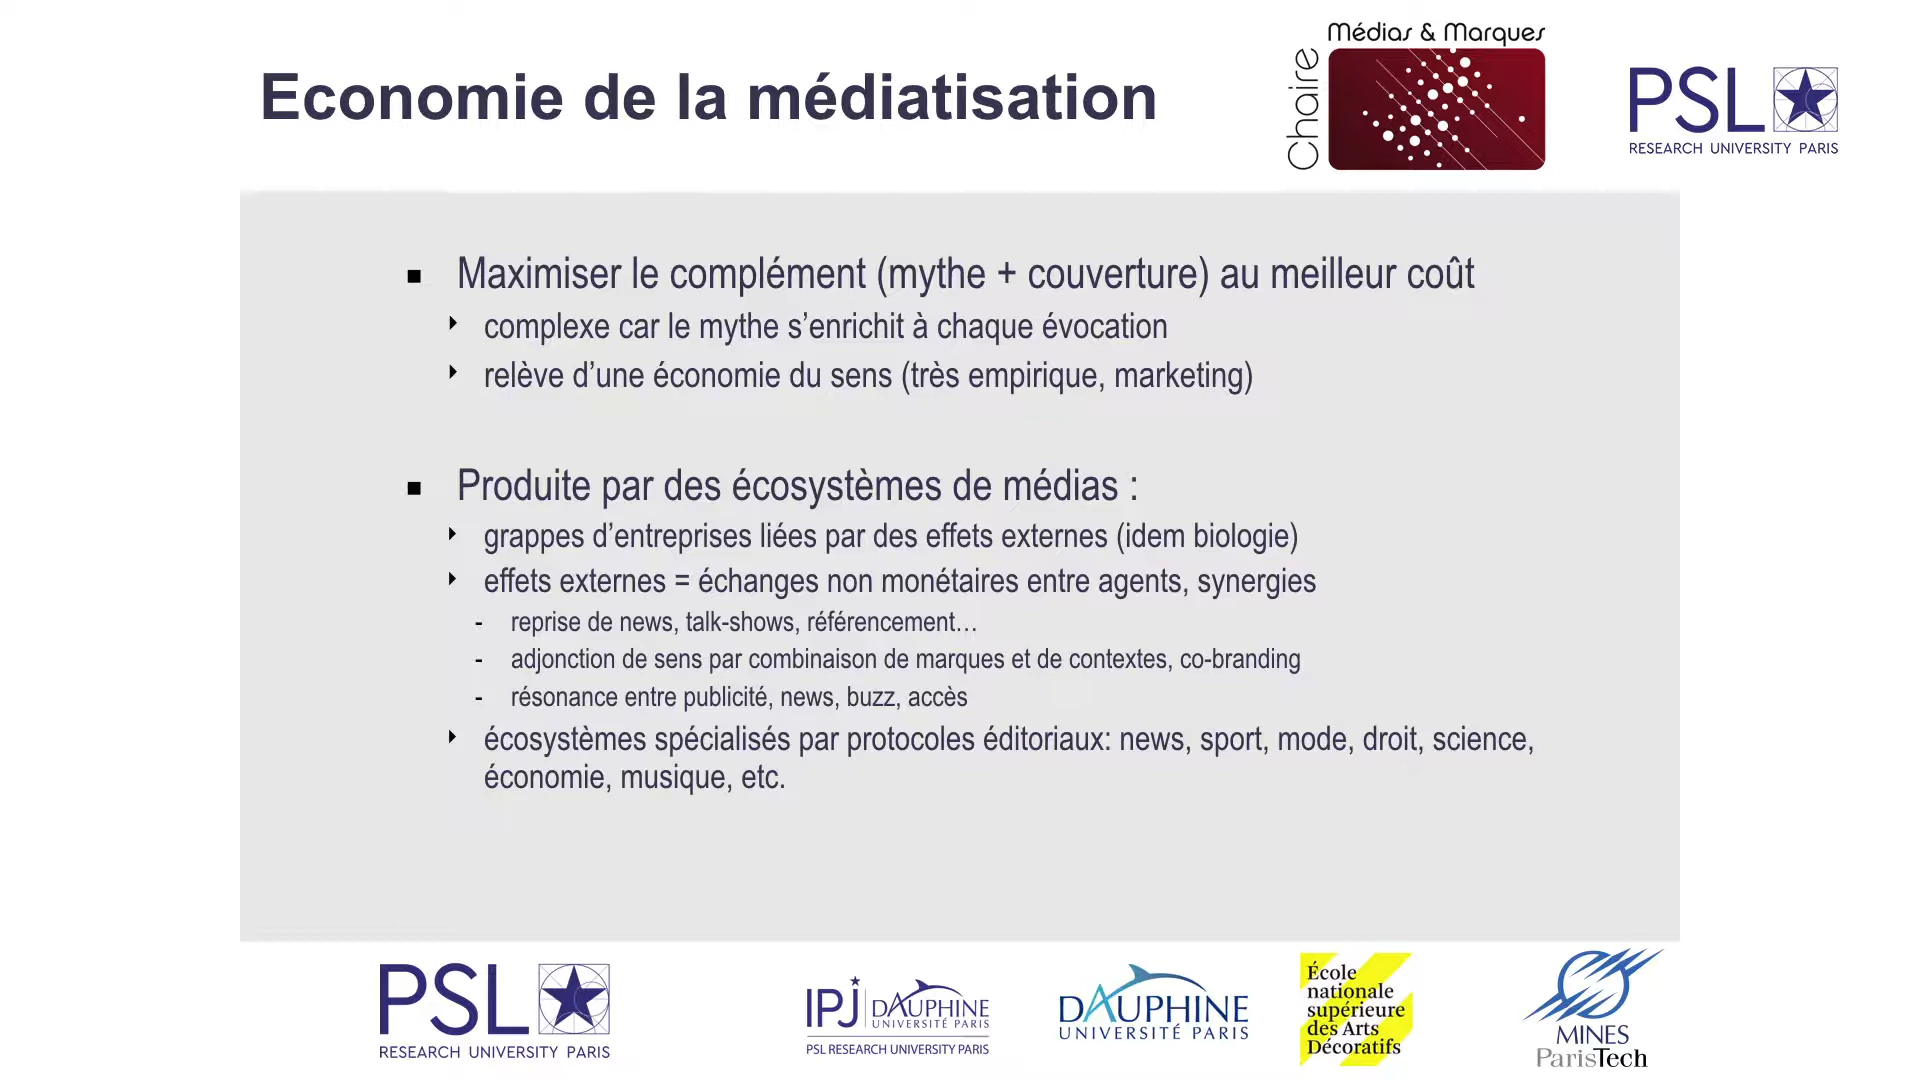 Economie de la médiatisation
Chaire
Médias & Marques
PSL
RESEARCH UNIVERSITY PARIS
Maximiser le complément (mythe + couverture) au meilleur coût
complexe car le mythe s’enrichit à chaque évocation
relève d’une économie du sens (très empirique, marketing)
Produite par des écosystèmes de médias :
grappes d’entreprises liées par des effets externes (idem biologie)
effets externes = échanges non monétaires entre agents, synergies
- reprise de news, talk-shows, référencement…
- adjonction de sens par combinaison de marques et de contextes, co-branding
- résonance entre publicité, news, buzz, accès
écosystèmes spécialisés par protocoles éditoriaux: news, sport, mode, droit, science,
économie, musique, etc.
PSL
RESEARCH UNIVERSITY PARIS
IPJ DAUPHINE
UNIVERSITÉ PARIS
PSL RESEARCH UNIVERSITY PARIS
DAUPHINE
UNIVERSITÉ PARIS
École
nationale
supérieure
des Arts
Décoratifs
MINES
ParisTech